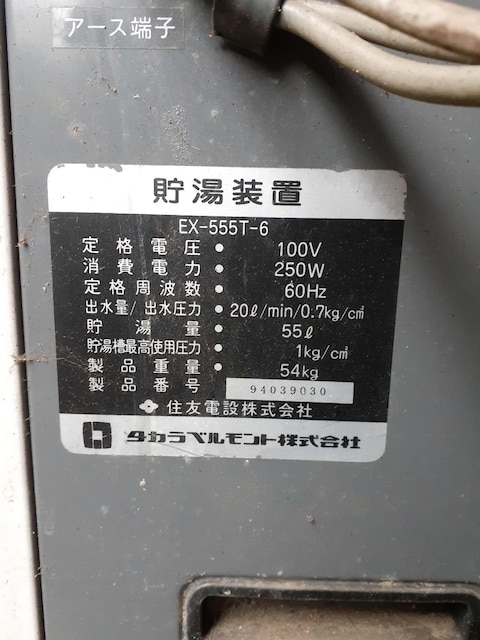 アース端子
貯湯装置
EX-555T-6
定格電圧 • 100V
消費電力 • 250W
定格周波数 • 60Hz
出水量/出水圧力 • 20ℓ/min/0.7kg/c㎡
貯湯量 • 55ℓ
貯湯槽最高使用圧力 • 1kg/c㎡
製品重量 • 54kg
製品番号 94039030
住友電設株式会社
タカラベルモント株式会社